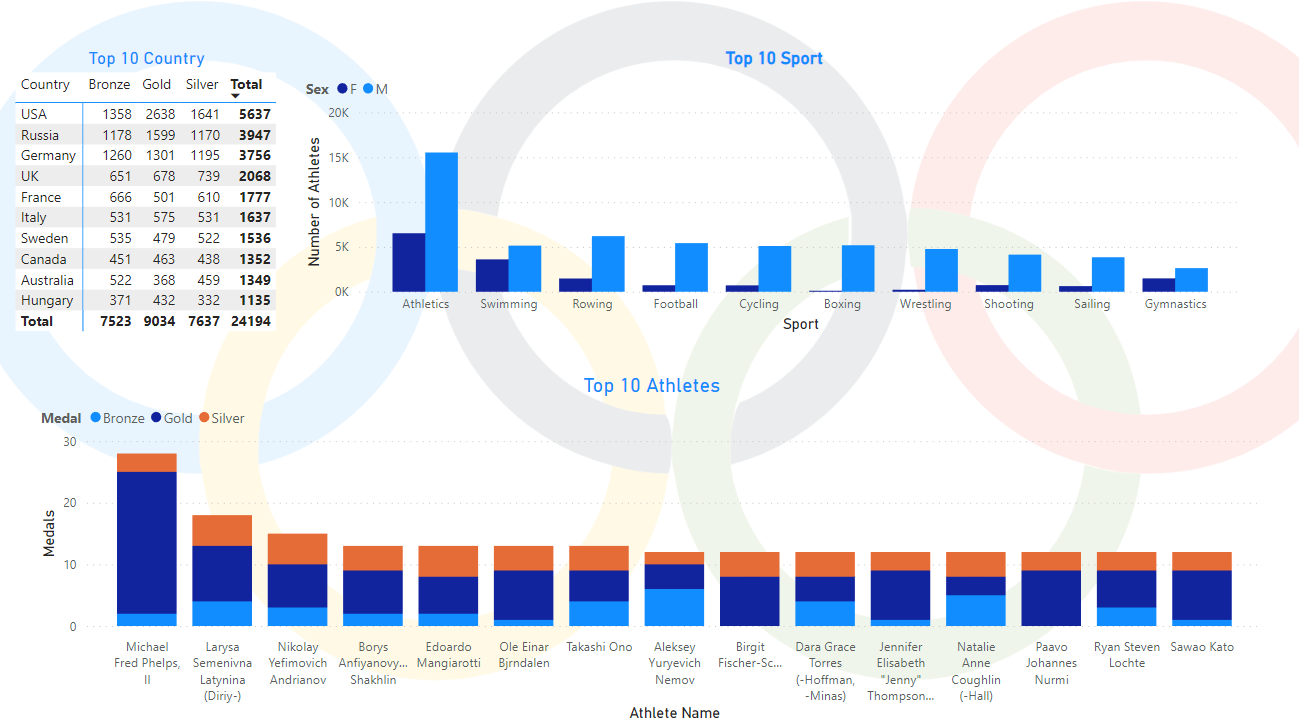 Top 10 Country
Country Bronze Gold Silver Total
USA 1358 2638 1641 5637
Russia 1178 1599 1170 3947
Germany 1260 1301 1195 3756
UK 651 678 739 2068
France 666 501 610 1777
Italy 531 575 531 1637
Sweden 535 479 522 1536
Canada 451 463 438 1352
Australia 522 368 459 1349
Hungary 371 432 332 1135
Total 7523 9034 7637 24194
Top 10 Sport
Sex F M
Number of Athletes
20K
15K
10K
5K
0K
Athletics Swimming Rowing Football Cycling Boxing Wrestling Shooting Sailing Gymnastics
Sport
Top 10 Athletes
Medal Bronze Gold Silver
Medals
30
20
10
0
Michael
Fred Phelps,
II
Larysa
Semenivna
Latynina
(Diriy-)
Nikolay
Yefimovich
Andrianov
Borys
Anfiyanovy...
Shakhlin
Edoardo
Mangiarotti
Ole Einar
Bjrndalen
Takashi Ono
Aleksey
Yuryevich
Nemov
Birgit
Fischer-Sc...
Dara Grace
Torres
(-Hoffman,
-Minas)
Jennifer
Elisabeth
"Jenny"
Thompson...
Natalie
Anne
Coughlin
(-Hall)
Paavo
Johannes
Nurmi
Ryan Steven
Lochte
Sawao Kato
Athlete Name